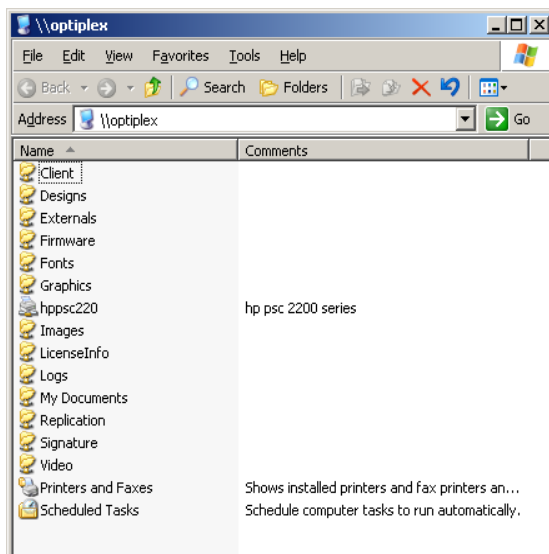 \\optiplex
File Edit View Favorites Tools Help
Back Search Folders
Address \\optiplex Go
Name Comments
Client
Designs
Externals
Firmware
Fonts
Graphics
hppsc220 hp psc 2200 series
Images
LicenseInfo
Logs
My Documents
Replication
Signature
Video
Printers and Faxes Shows installed printers and fax printers an...
Scheduled Tasks Schedule computer tasks to run automatically.